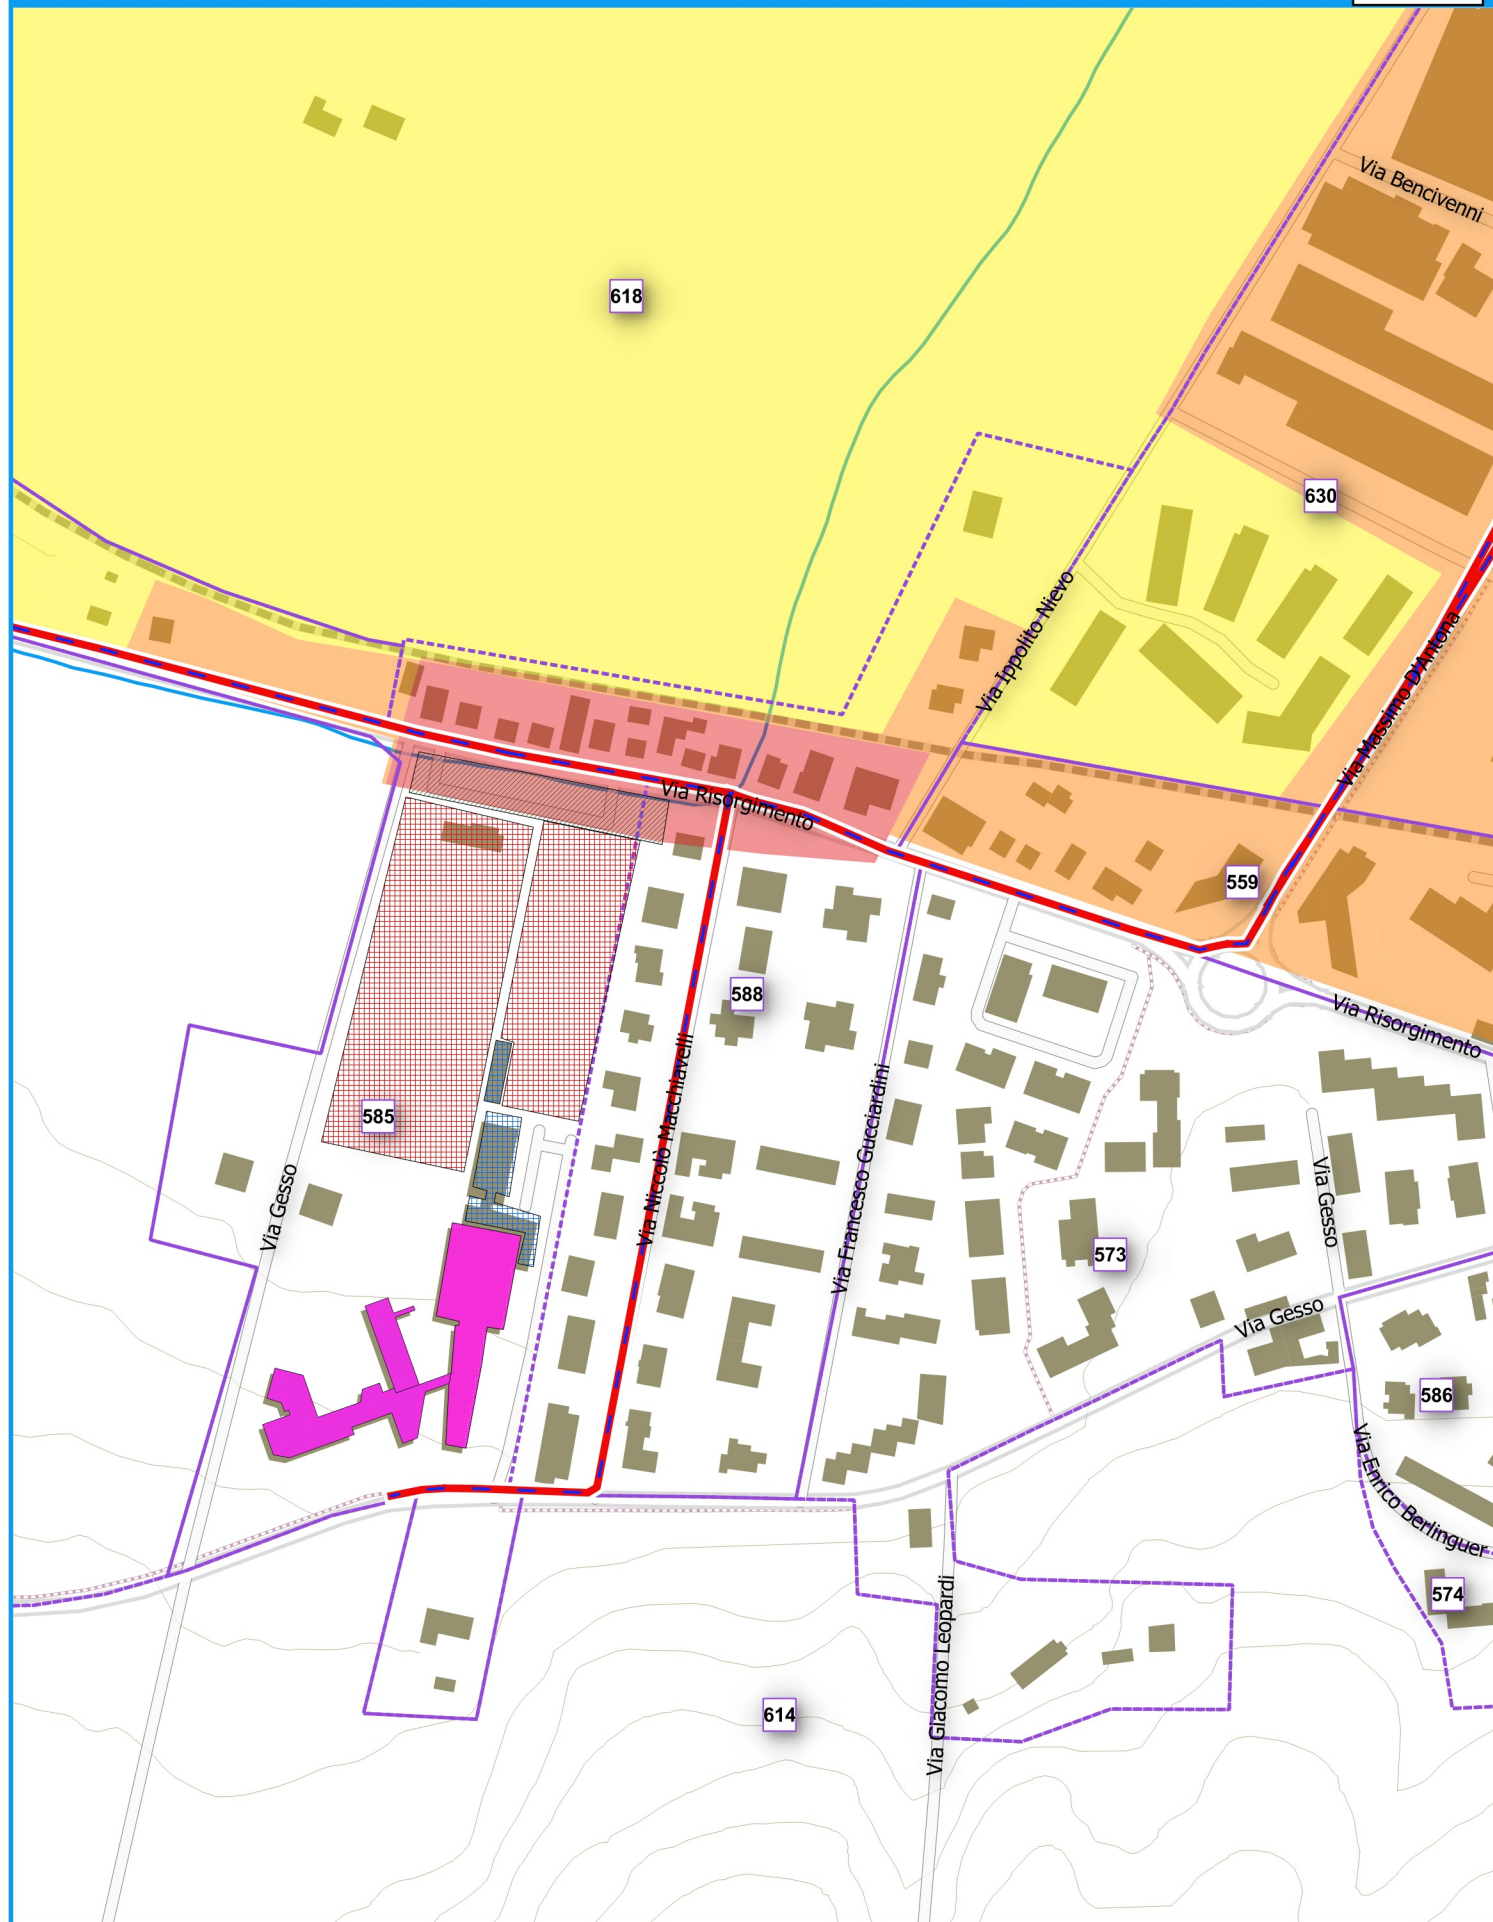 Via Bencivenni
618
630
Via Ippolito Nievo
Via Massimo D'Antona
Via Risorgimento
559
588
Via Risorgimento
Via Niccolò Macchiavelli
Via Francesco Gucciardini
585
Via Gesso
Via Gesso
573
Via Gesso
586
Via Enrico Berlinguer
574
Via Giacomo Leopardi
614